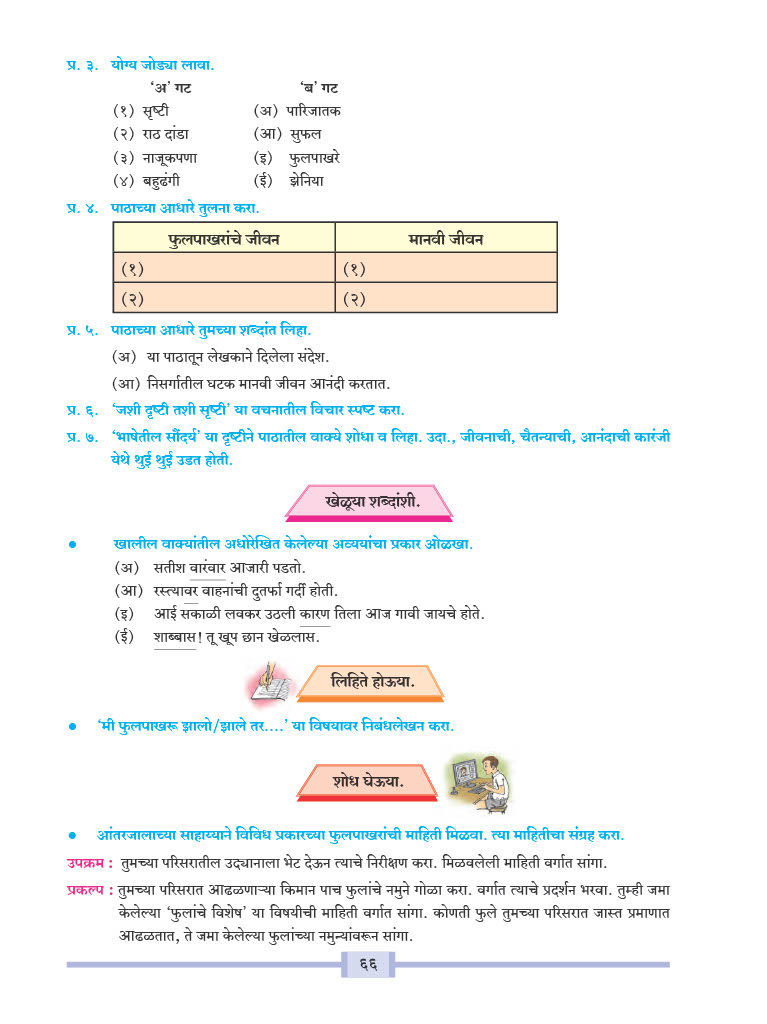 प्र. ३. योग्य जोड्या लावा.
‘अ’ गट ‘ब’ गट
(१) सृष्टी (अ) पारिजातक
(२) राठ दांडा (आ) सुफल
(३) नाजूकपणा (इ) फुलपाखरे
(४) बहुढंगी (ई) झेनिया
प्र. ४. पाठाच्या आधारे तुलना करा.
फुलपाखरांचे जीवन मानवी जीवन
(१) (१)
(२) (२)
प्र. ५. पाठाच्या आधारे तुमच्या शब्दांत लिहा.
(अ) या पाठातून लेखकाने दिलेला संदेश.
(आ) निसर्गातील घटक मानवी जीवन आनंदी करतात.
प्र. ६. ‘जशी दृष्टी तशी सृष्टी’ या वचनातील विचार स्पष्ट करा.
प्र. ७. ‘भाषेतील सौंदर्य’ या दृष्टीने पाठातील वाक्ये शोधा व लिहा. उदा., जीवनाची, चैतन्याची, आनंदाची कारंजी
येथे थुई थुई उडत होती.
खेळूया शब्दांशी.
• खालील वाक्यांतील अधोरेखित केलेल्या अव्ययांचा प्रकार ओळखा.
(अ) सतीश वारंवार आजारी पडतो.
(आ) रस्त्यावर वाहनांची दुतर्फा गर्दी होती.
(इ) आई सकाळी लवकर उठली कारण तिला आज गावी जायचे होते.
(ई) शाब्बास! तू खूप छान खेळलास.
लिहिते होऊया.
• ‘मी फुलपाखरू झालो/झाले तर....’ या विषयावर निबंधलेखन करा.
शोध घेऊया.
• आंतरजालाच्या साहाय्याने विविध प्रकारच्या फुलपाखरांची माहिती मिळवा. त्या माहितीचा संग्रह करा.
उपक्रम : तुमच्या परिसरातील उद्यानाला भेट देऊन त्याचे निरीक्षण करा. मिळवलेली माहिती वर्गात सांगा.
प्रकल्प : तुमच्या परिसरात आढळणाऱ्या किमान पाच फुलांचे नमुने गोळा करा. वर्गात त्याचे प्रदर्शन भरवा. तुम्ही जमा
केलेल्या ‘फुलांचे विशेष’ या विषयीची माहिती वर्गात सांगा. कोणती फुले तुमच्या परिसरात जास्त प्रमाणात
आढळतात, ते जमा केलेल्या फुलांच्या नमुन्यांवरून सांगा.
६६